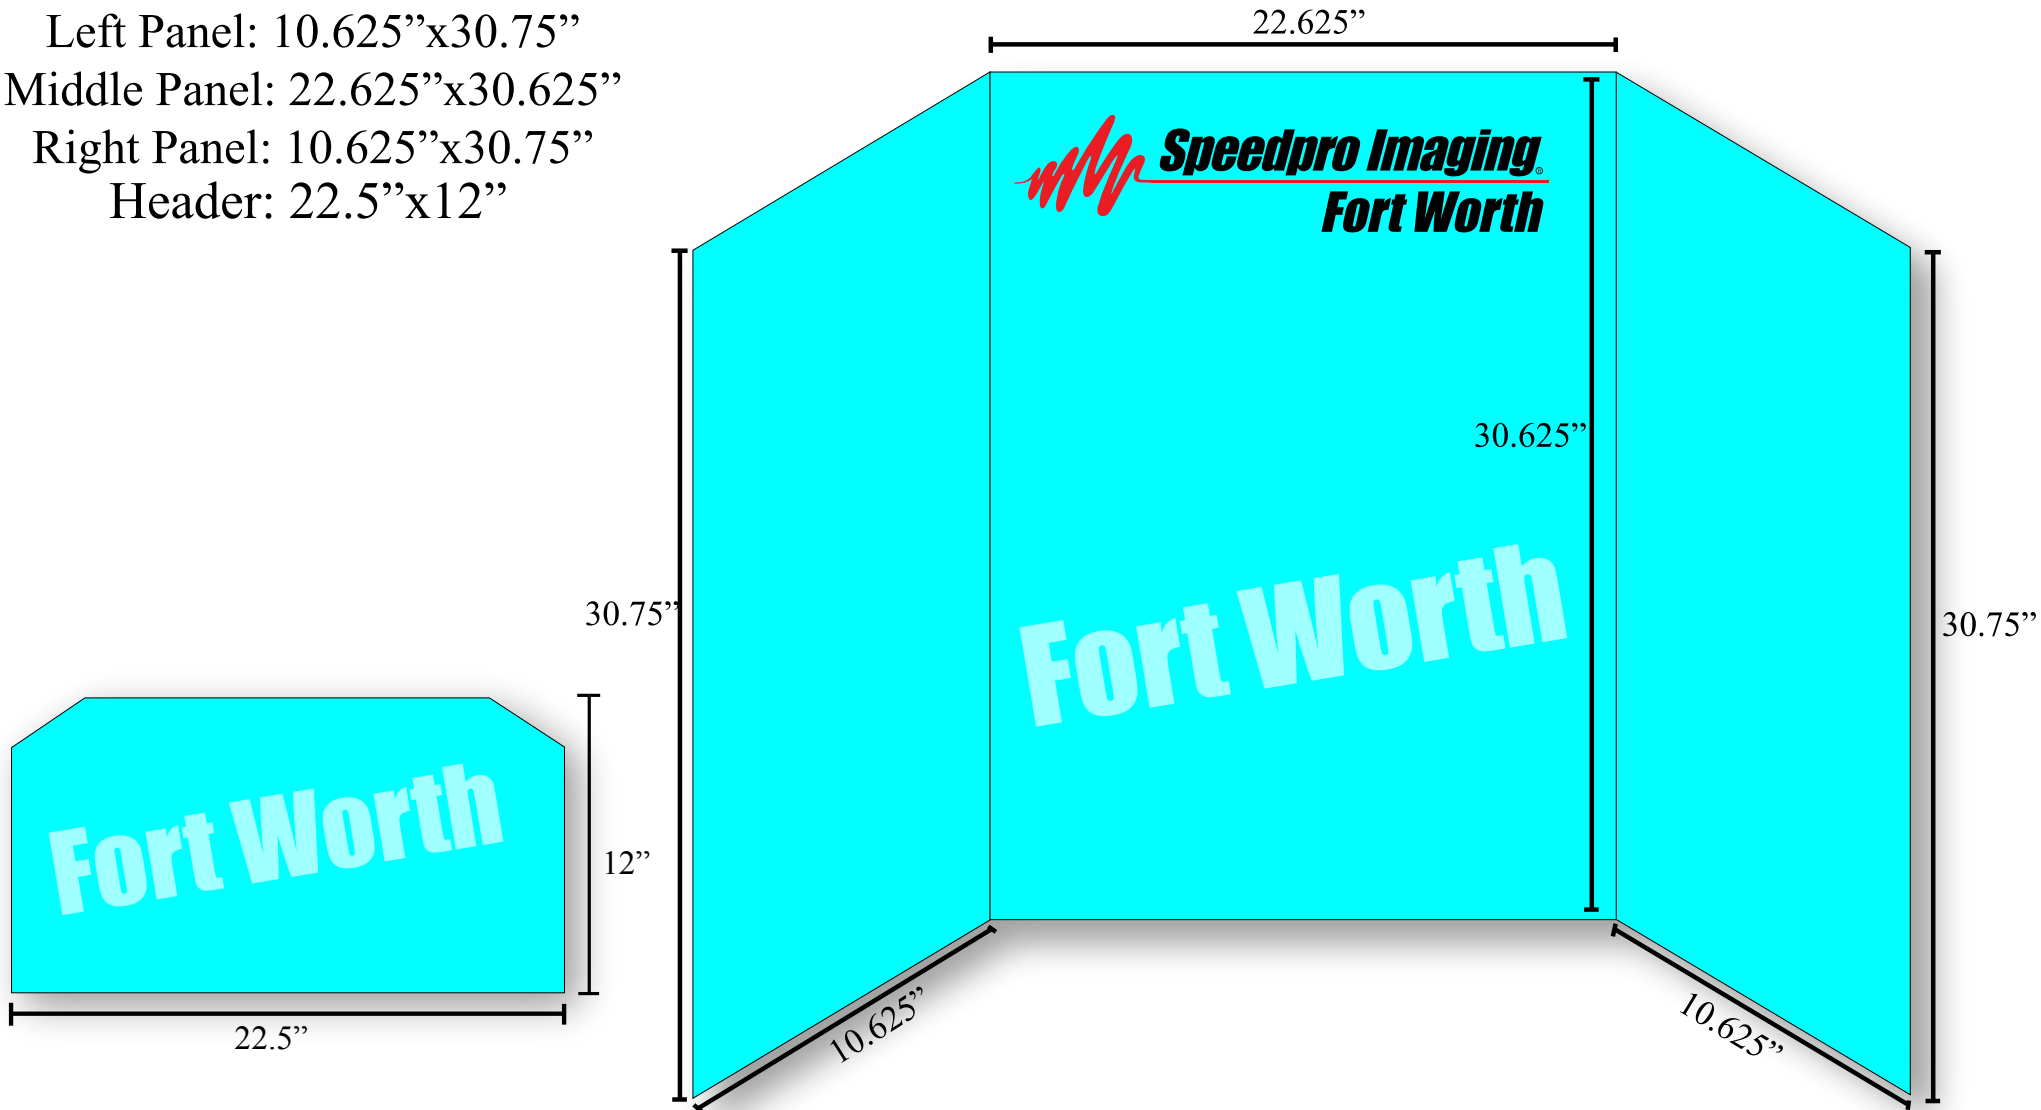 Left Panel: 10.625”x30.75”
Middle Panel: 22.625”x30.625”
Right Panel: 10.625”x30.75”
Header: 22.5”x12”
22.625”
Speedpro Imaging®
Fort Worth
30.625”
30.75”
30.75”
Fort Worth
Fort Worth
12”
22.5”
10.625”
10.625”